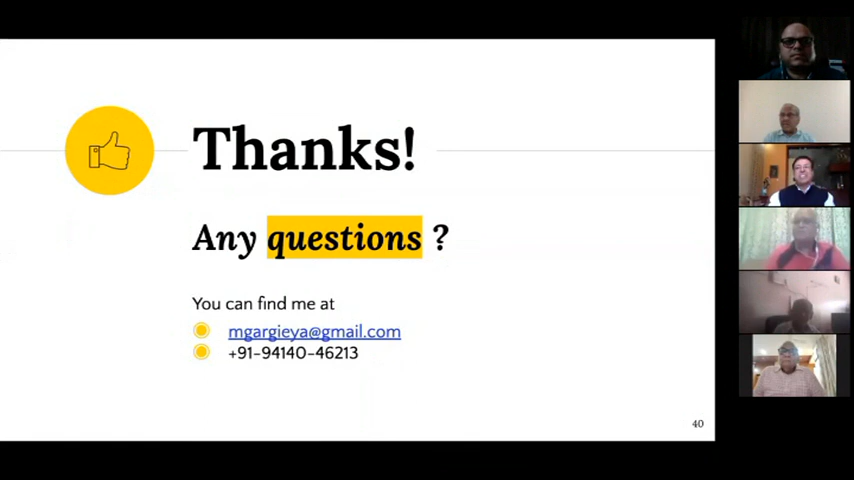 Thanks!
Any questions ?
You can find me at
mgargieya@gmail.com
+91-94140-46213
40